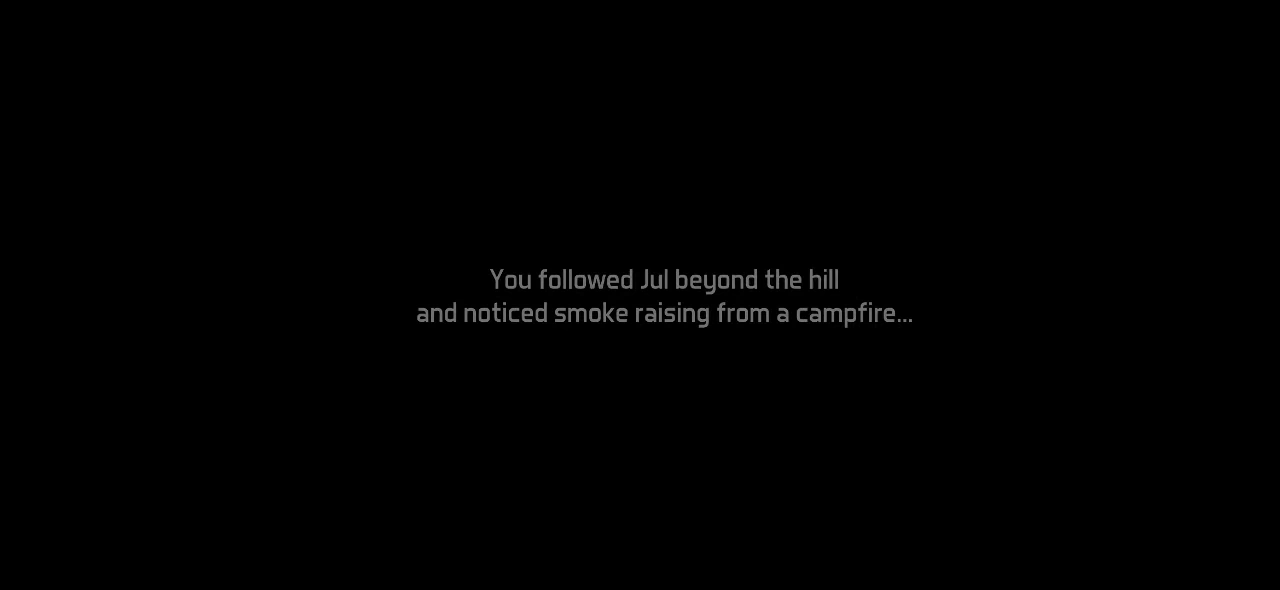 You followed Jul beyond the hill
and noticed smoke raising from a campfire...